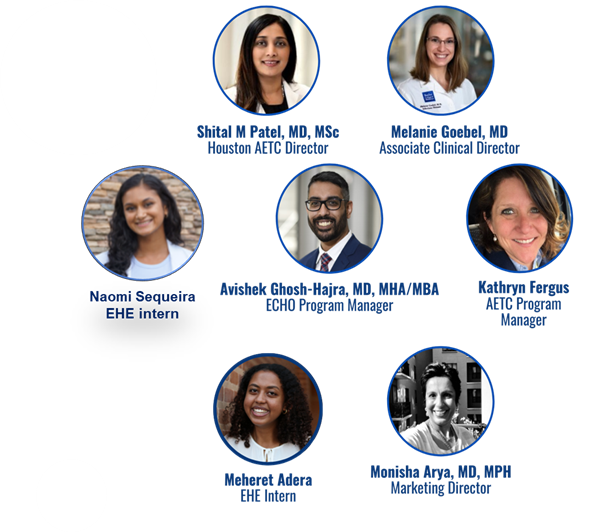 Shital M Patel, MD, MSc
Houston AETC Director
Melanie Goebel, MD
Associate Clinical Director
Naomi Sequeira
EHE intern
Avishek Ghosh-Hajra, MD, MHA/MBA
ECHO Program Manager
Kathryn Fergus
AETC Program
Manager
Meheret Adera
EHE Intern
Monisha Arya, MD, MPH
Marketing Director